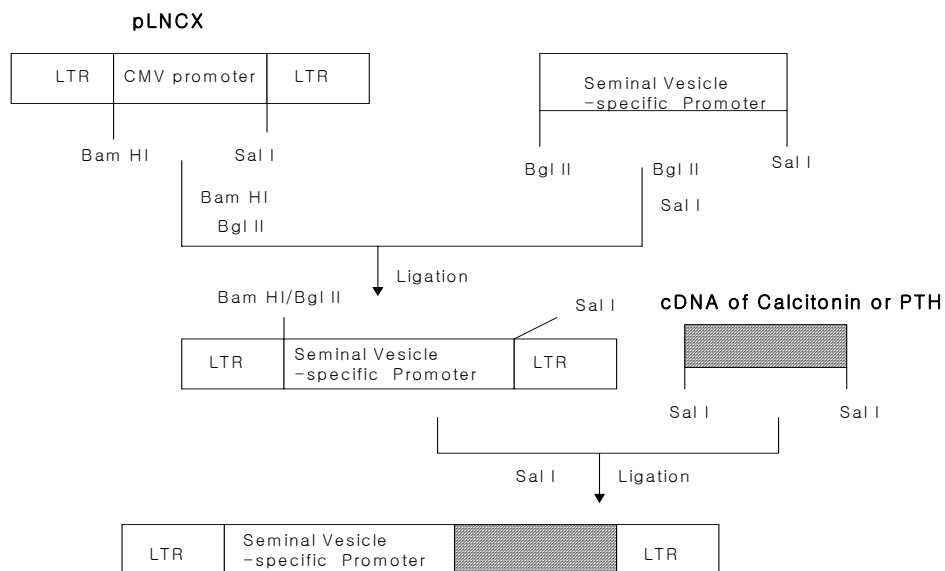 pLNCX
LTR
CMV promoter
LTR
Seminal Vesicle
-specific Promoter
Bam HI
Sal I
Bgl II
Bgl II
Sal I
Bam HI
Bgl II
Sal I
Ligation
Bam HI/Bgl II
Sal I
cDNA of Calcitonin or PTH
LTR
Seminal Vesicle
-specific Promoter
LTR
Sal I
Sal I
Sal I
Ligation
LTR
Seminal Vesicle
-specific Promoter
LTR